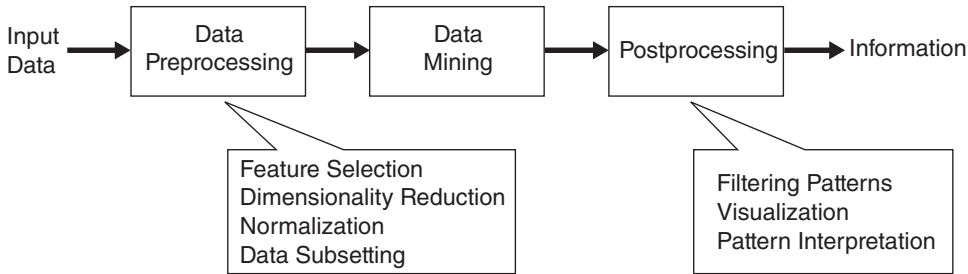 Input
Data
Data
Preprocessing
Data
Mining
Postprocessing
Information
Feature Selection
Dimensionality Reduction
Normalization
Data Subsetting
Filtering Patterns
Visualization
Pattern Interpretation